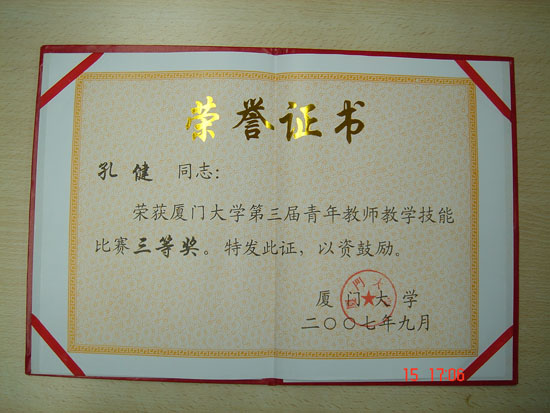 荣誉证书
孔健 同志：
荣获厦门大学第三届青年教师教学技能
比赛三等奖。特发此证，以资鼓励。
厦门大学
二〇〇七年九月
15 17:06